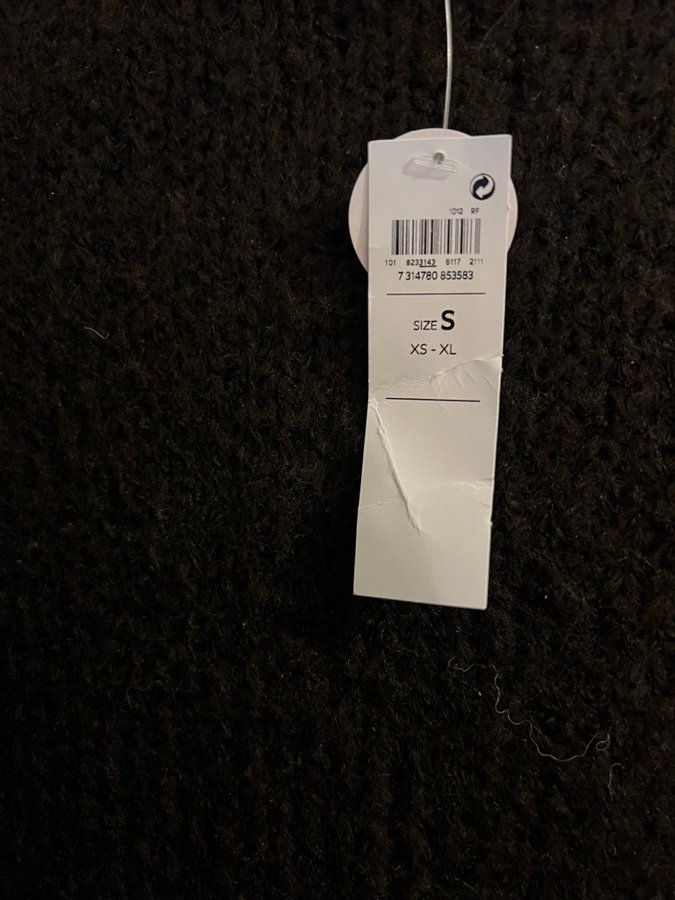 1012 RF
101 8233143 6117 2111
7 314780 853583
SIZE S
XS - XL